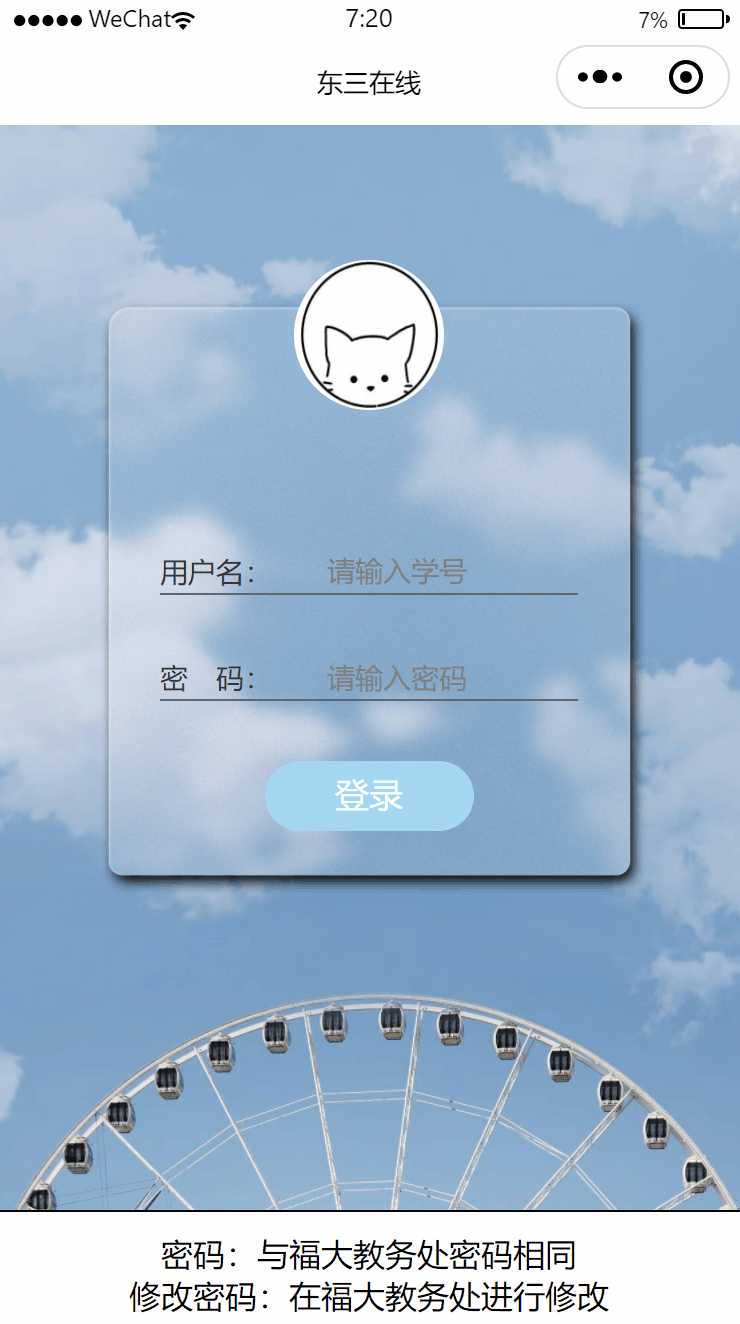 WeChat 7:20 7%
东三在线
用户名： 请输入学号
密 码： 请输入密码
登录
密码：与福大教务处密码相同
修改密码：在福大教务处进行修改